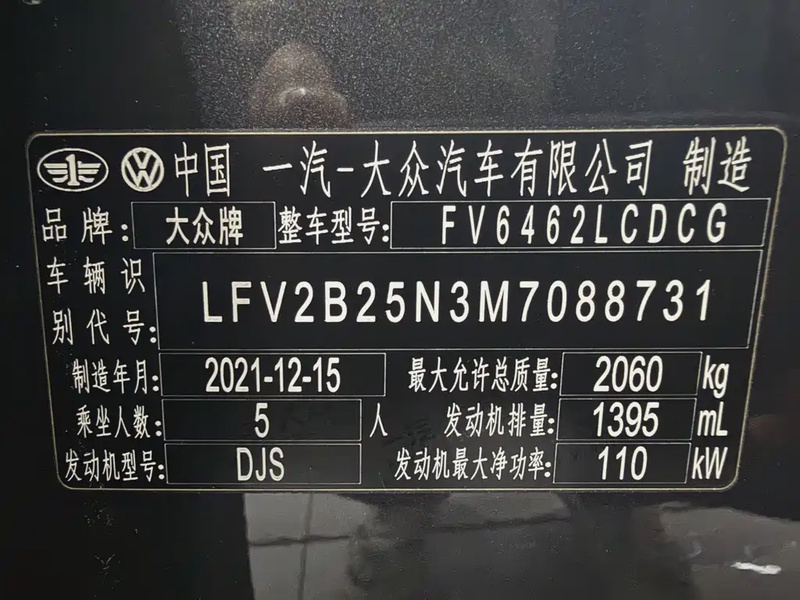 中国 一汽-大众汽车有限公司 制造
品牌: 大众牌 整车型号: FV6462LCDCG
车辆识别代号: LFV2B25N3M7088731
制造年月: 2021-12-15 最大允许总质量: 2060 kg
乘坐人数: 5 人 发动机排量: 1395 mL
发动机型号: DJS 发动机最大净功率: 110 kW